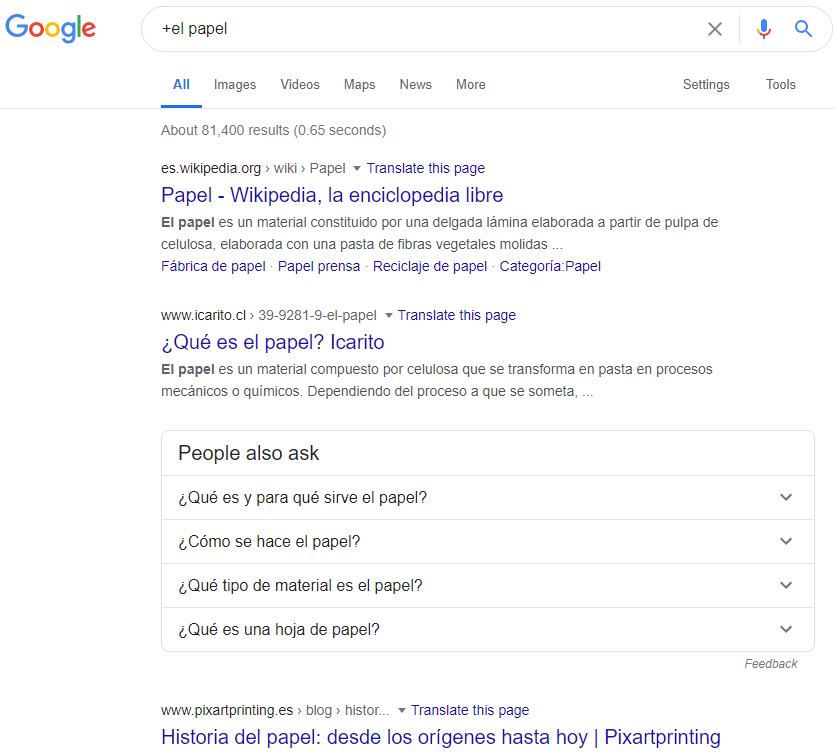 Google
+el papel
All Images Videos Maps News More Settings Tools
About 81,400 results (0.65 seconds)
es.wikipedia.org › wiki › Papel Translate this page
Papel - Wikipedia, la enciclopedia libre
El papel es un material constituido por una delgada lámina elaborada a partir de pulpa de
celulosa, elaborada con una pasta de fibras vegetales molidas ...
Fábrica de papel · Papel prensa · Reciclaje de papel · Categoría:Papel
www.icarito.cl › 39-9281-9-el-papel Translate this page
¿Qué es el papel? Icarito
El papel es un material compuesto por celulosa que se transforma en pasta en procesos
mecánicos o químicos. Dependiendo del proceso a que se someta, ...
People also ask
¿Qué es y para qué sirve el papel?
¿Cómo se hace el papel?
¿Qué tipo de material es el papel?
¿Qué es una hoja de papel?
Feedback
www.pixartprinting.es › blog › histor... Translate this page
Historia del papel: desde los orígenes hasta hoy | Pixartprinting